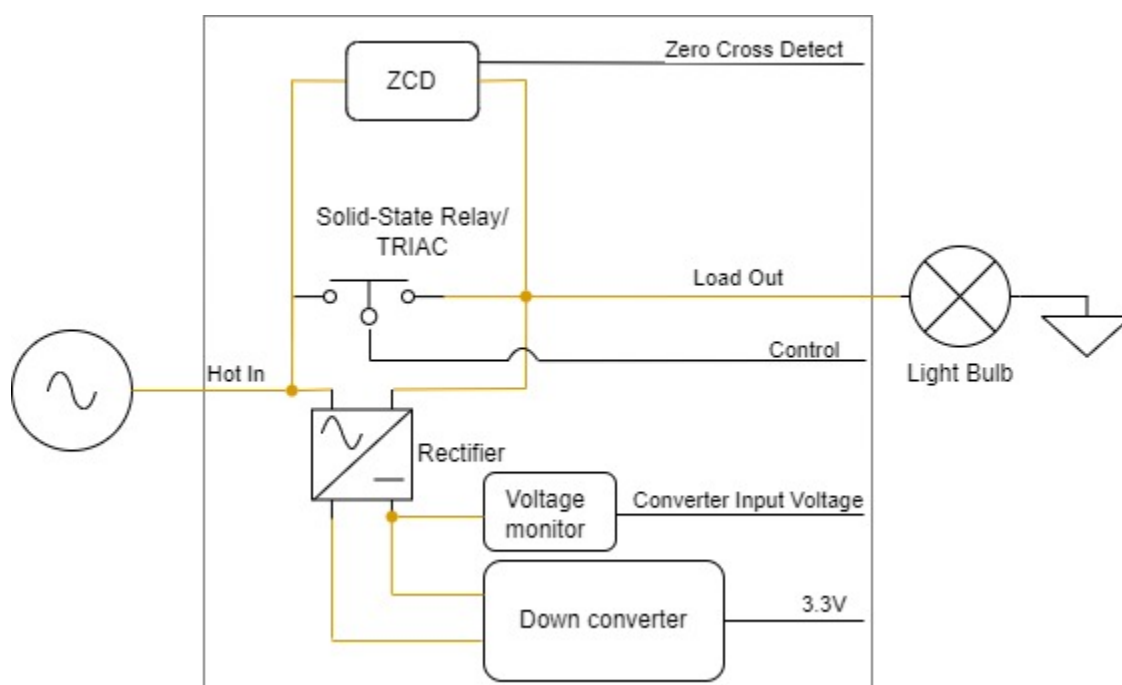 Zero Cross Detect
ZCD
Solid-State Relay/
TRIAC
Load Out
Control
Hot In
Light Bulb
Rectifier
Voltage
monitor
Converter Input Voltage
Down converter
3.3V